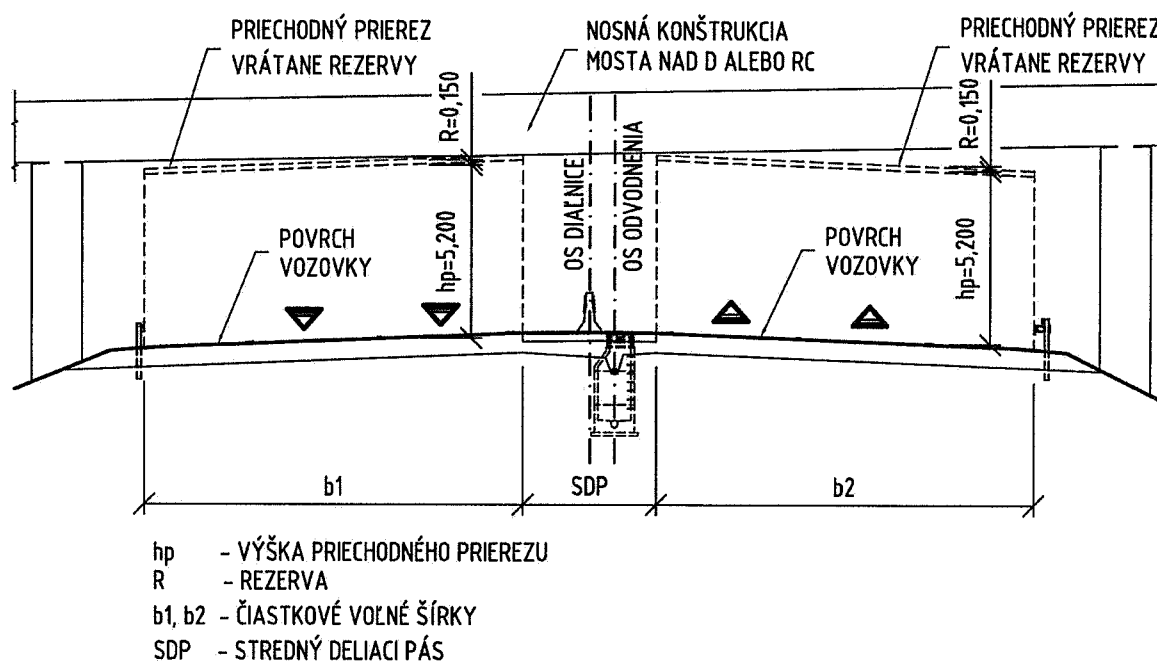 PRIECHODNÝ PRIEREZ
VRÁTANE REZERVY
NOSNÁ KONŠTRUKCIA
MOSTA NAD D ALEBO RC
PRIECHODNÝ PRIEREZ
VRÁTANE REZERVY
R=0,150
R=0,150
hp=5,200
OS DIAĽNICE
OS ODVODNENIA
hp=5,200
POVRCH
VOZOVKY
POVRCH
VOZOVKY
b1
SDP
b2
hp - VÝŠKA PRIECHODNÉHO PRIEREZU
R - REZERVA
b1, b2 - ČIASTKOVÉ VOĽNÉ ŠÍRKY
SDP - STREDNÝ DELIACI PÁS